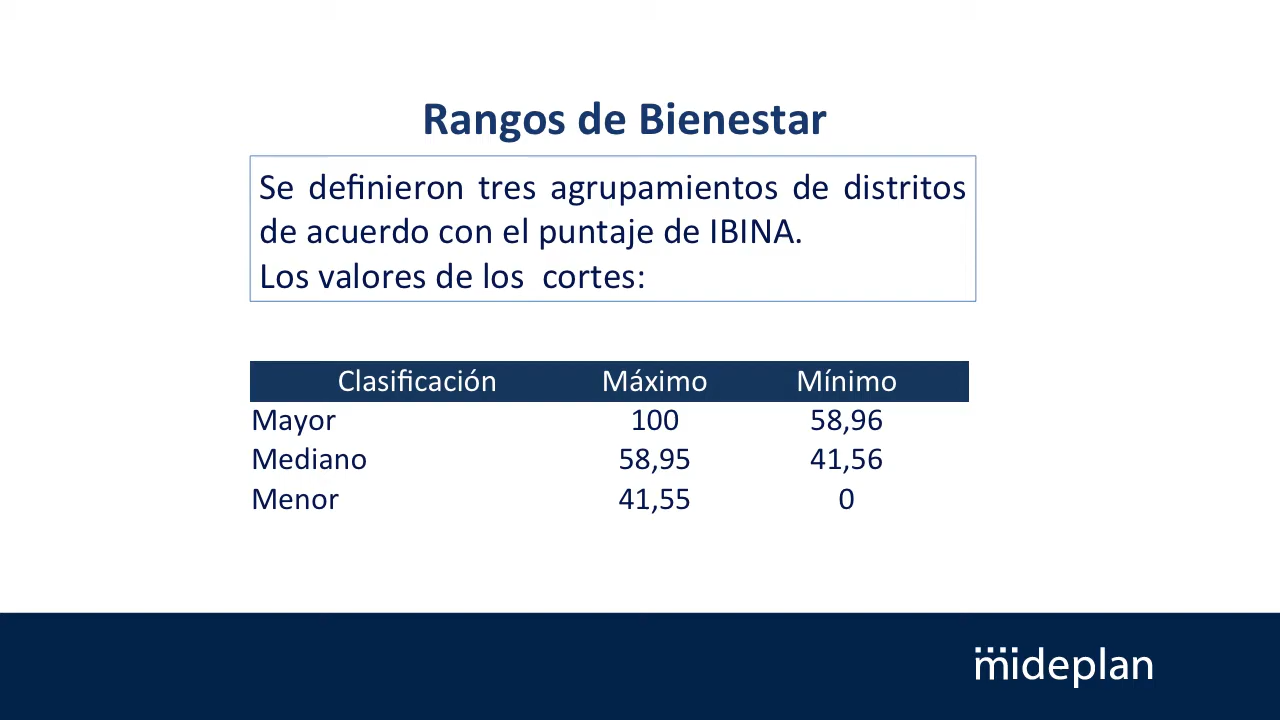 Rangos de Bienestar
Se definieron tres agrupamientos de distritos
de acuerdo con el puntaje de IBINA.
Los valores de los  cortes:
Clasificación Máximo Mínimo
Mayor 100 58,96
Mediano 58,95 41,56
Menor 41,55 0
mideplan